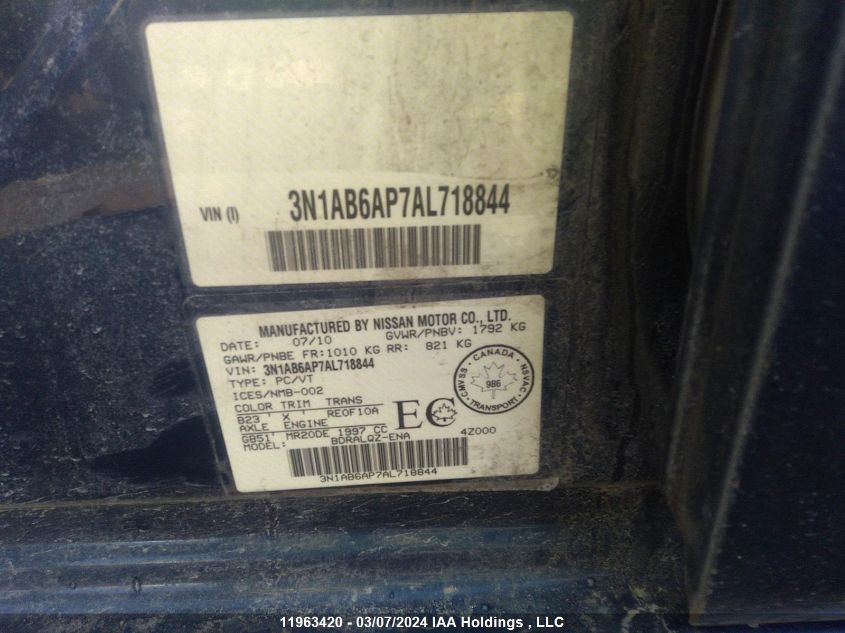 VIN (I) 3N1AB6AP7AL718844
MANUFACTURED BY NISSAN MOTOR CO., LTD.
DATE: 07/10 GVWR/PNBV: 1792 KG
GAWR/PNBE FR:1010 KG RR: 821 KG
VIN: 3N1AB6AP7AL718844
TYPE: PC/VT
ICES/NMB-002
COLOR TRIM TRANS
B23 X RE0F10A
AXLE ENGINE
GB51' MR20DE 1997 CC 4Z000
MODEL: BDRALQZ-ENA
EC
CANADA
CMVSS NSVAC
986
TRANSPORT
3N1AB6AP7AL718844
11963420 - 03/07/2024 IAA Holdings , LLC